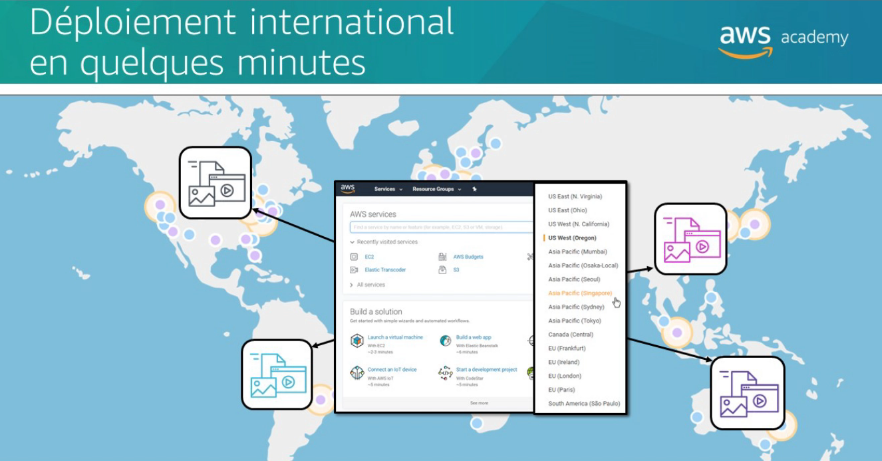 Déploiement international
en quelques minutes
aws academy
aws
Services
Resource Groups
AWS services
Recently visited services
EC2
AWS Budgets
Elastic Transcoder
S3
All services
Build a solution
Get started with simple wizards and automated workflows.
Launch a virtual machine
With EC2
~2-3 minutes
Build a web app
With Elastic Beanstalk
~6 minutes
Connect an IoT device
With AWS IoT
~5 minutes
Start a development project
With CodeStar
~5 minutes
See more
US East (N. Virginia)
US East (Ohio)
US West (N. California)
US West (Oregon)
Asia Pacific (Mumbai)
Asia Pacific (Osaka-Local)
Asia Pacific (Seoul)
Asia Pacific (Singapore)
Asia Pacific (Sydney)
Asia Pacific (Tokyo)
Canada (Central)
EU (Frankfurt)
EU (Ireland)
EU (London)
EU (Paris)
South America (São Paulo)